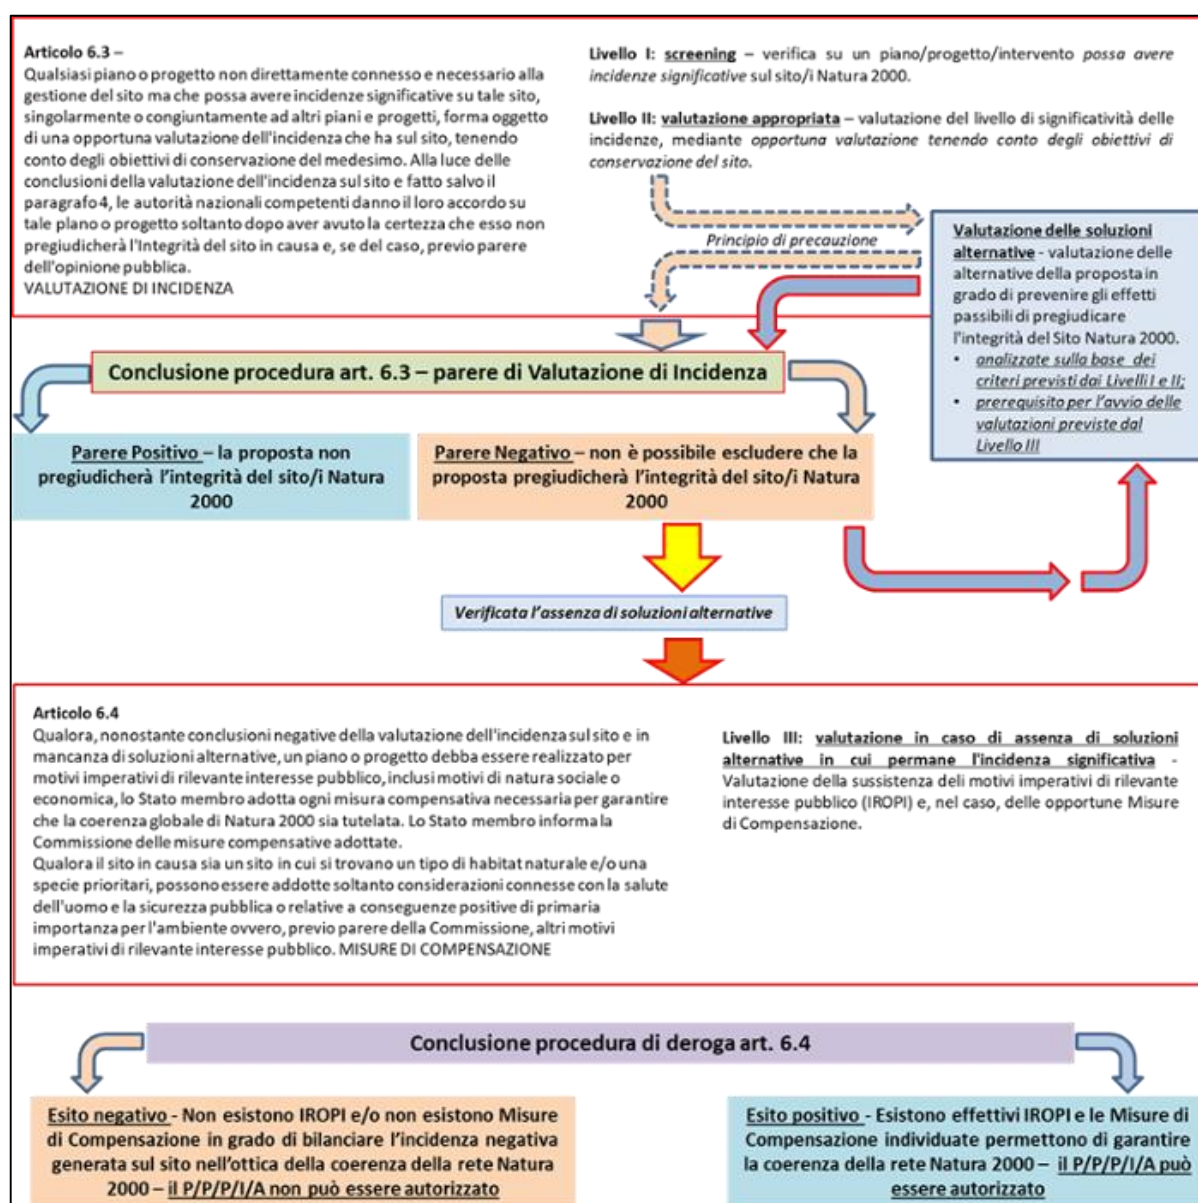 Articolo 6.3 –
Qualsiasi piano o progetto non direttamente connesso e necessario alla
gestione del sito ma che possa avere incidenze significative su tale sito,
singolarmente o congiuntamente ad altri piani e progetti, forma oggetto
di una opportuna valutazione dell'incidenza che ha sul sito, tenendo
conto degli obiettivi di conservazione del medesimo. Alla luce delle
conclusioni della valutazione dell'incidenza sul sito e fatto salvo il
paragrafo 4, le autorità nazionali competenti danno il loro accordo su
tale piano o progetto soltanto dopo aver avuto la certezza che esso non
pregiudicherà l'Integrità del sito in causa e, se del caso, previo parere
dell'opinione pubblica.
VALUTAZIONE DI INCIDENZA
Livello I: screening – verifica su un piano/progetto/intervento possa avere
incidenze significative sul sito/i Natura 2000.
Livello II: valutazione appropriata – valutazione del livello di significatività delle
incidenze, mediante opportuna valutazione tenendo conto degli obiettivi di
conservazione del sito.
Principio di precauzione
Valutazione delle soluzioni
alternative - valutazione delle
alternative della proposta in
grado di prevenire gli effetti
passibili di pregiudicare
l'integrità del Sito Natura 2000.
• analizzate sulla base dei
criteri previsti dai Livelli I e II;
• prerequisito per l'avvio delle
valutazioni previste dal
Livello III
Conclusione procedura art. 6.3 – parere di Valutazione di Incidenza
Parere Positivo – la proposta non
pregiudicherà l'integrità del sito/i Natura
2000
Parere Negativo – non è possibile escludere che la
proposta pregiudicherà l'integrità del sito/i Natura
2000
Verificata l'assenza di soluzioni alternative
Articolo 6.4
Qualora, nonostante conclusioni negative della valutazione dell'incidenza sul sito e in
mancanza di soluzioni alternative, un piano o progetto debba essere realizzato per
motivi imperativi di rilevante interesse pubblico, inclusi motivi di natura sociale o
economica, lo Stato membro adotta ogni misura compensativa necessaria per garantire
che la coerenza globale di Natura 2000 sia tutelata. Lo Stato membro informa la
Commissione delle misure compensative adottate.
Qualora il sito in causa sia un sito in cui si trovano un tipo di habitat naturale e/o una
specie prioritari, possono essere addotte soltanto considerazioni connesse con la salute
dell'uomo e la sicurezza pubblica o relative a conseguenze positive di primaria
importanza per l'ambiente ovvero, previo parere della Commissione, altri motivi
imperativi di rilevante interesse pubblico. MISURE DI COMPENSAZIONE
Livello III: valutazione in caso di assenza di soluzioni
alternative in cui permane l'incidenza significativa -
Valutazione della sussistenza deli motivi imperativi di rilevante
interesse pubblico (IROPI) e, nel caso, delle opportune Misure
di Compensazione.
Conclusione procedura di deroga art. 6.4
Esito negativo - Non esistono IROPI e/o non esistono Misure
di Compensazione in grado di bilanciare l'incidenza negativa
generata sul sito nell'ottica della coerenza della rete Natura
2000 – il P/P/P/I/A non può essere autorizzato
Esito positivo - Esistono effettivi IROPI e le Misure di
Compensazione individuate permettono di garantire
la coerenza della rete Natura 2000 – il P/P/P/I/A può
essere autorizzato